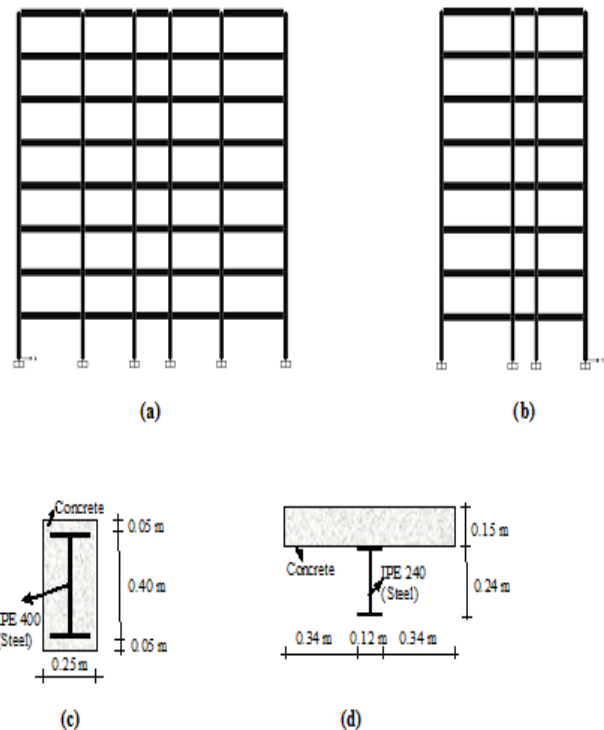 (a)
(b)
Concrete
0.05 m
0.40 m
IPE 400
(Steel)
0.05 m
0.25 m
(c)
0.15 m
Concrete
IPE 240
(Steel)
0.24 m
0.34 m 0.12 m 0.34 m
(d)